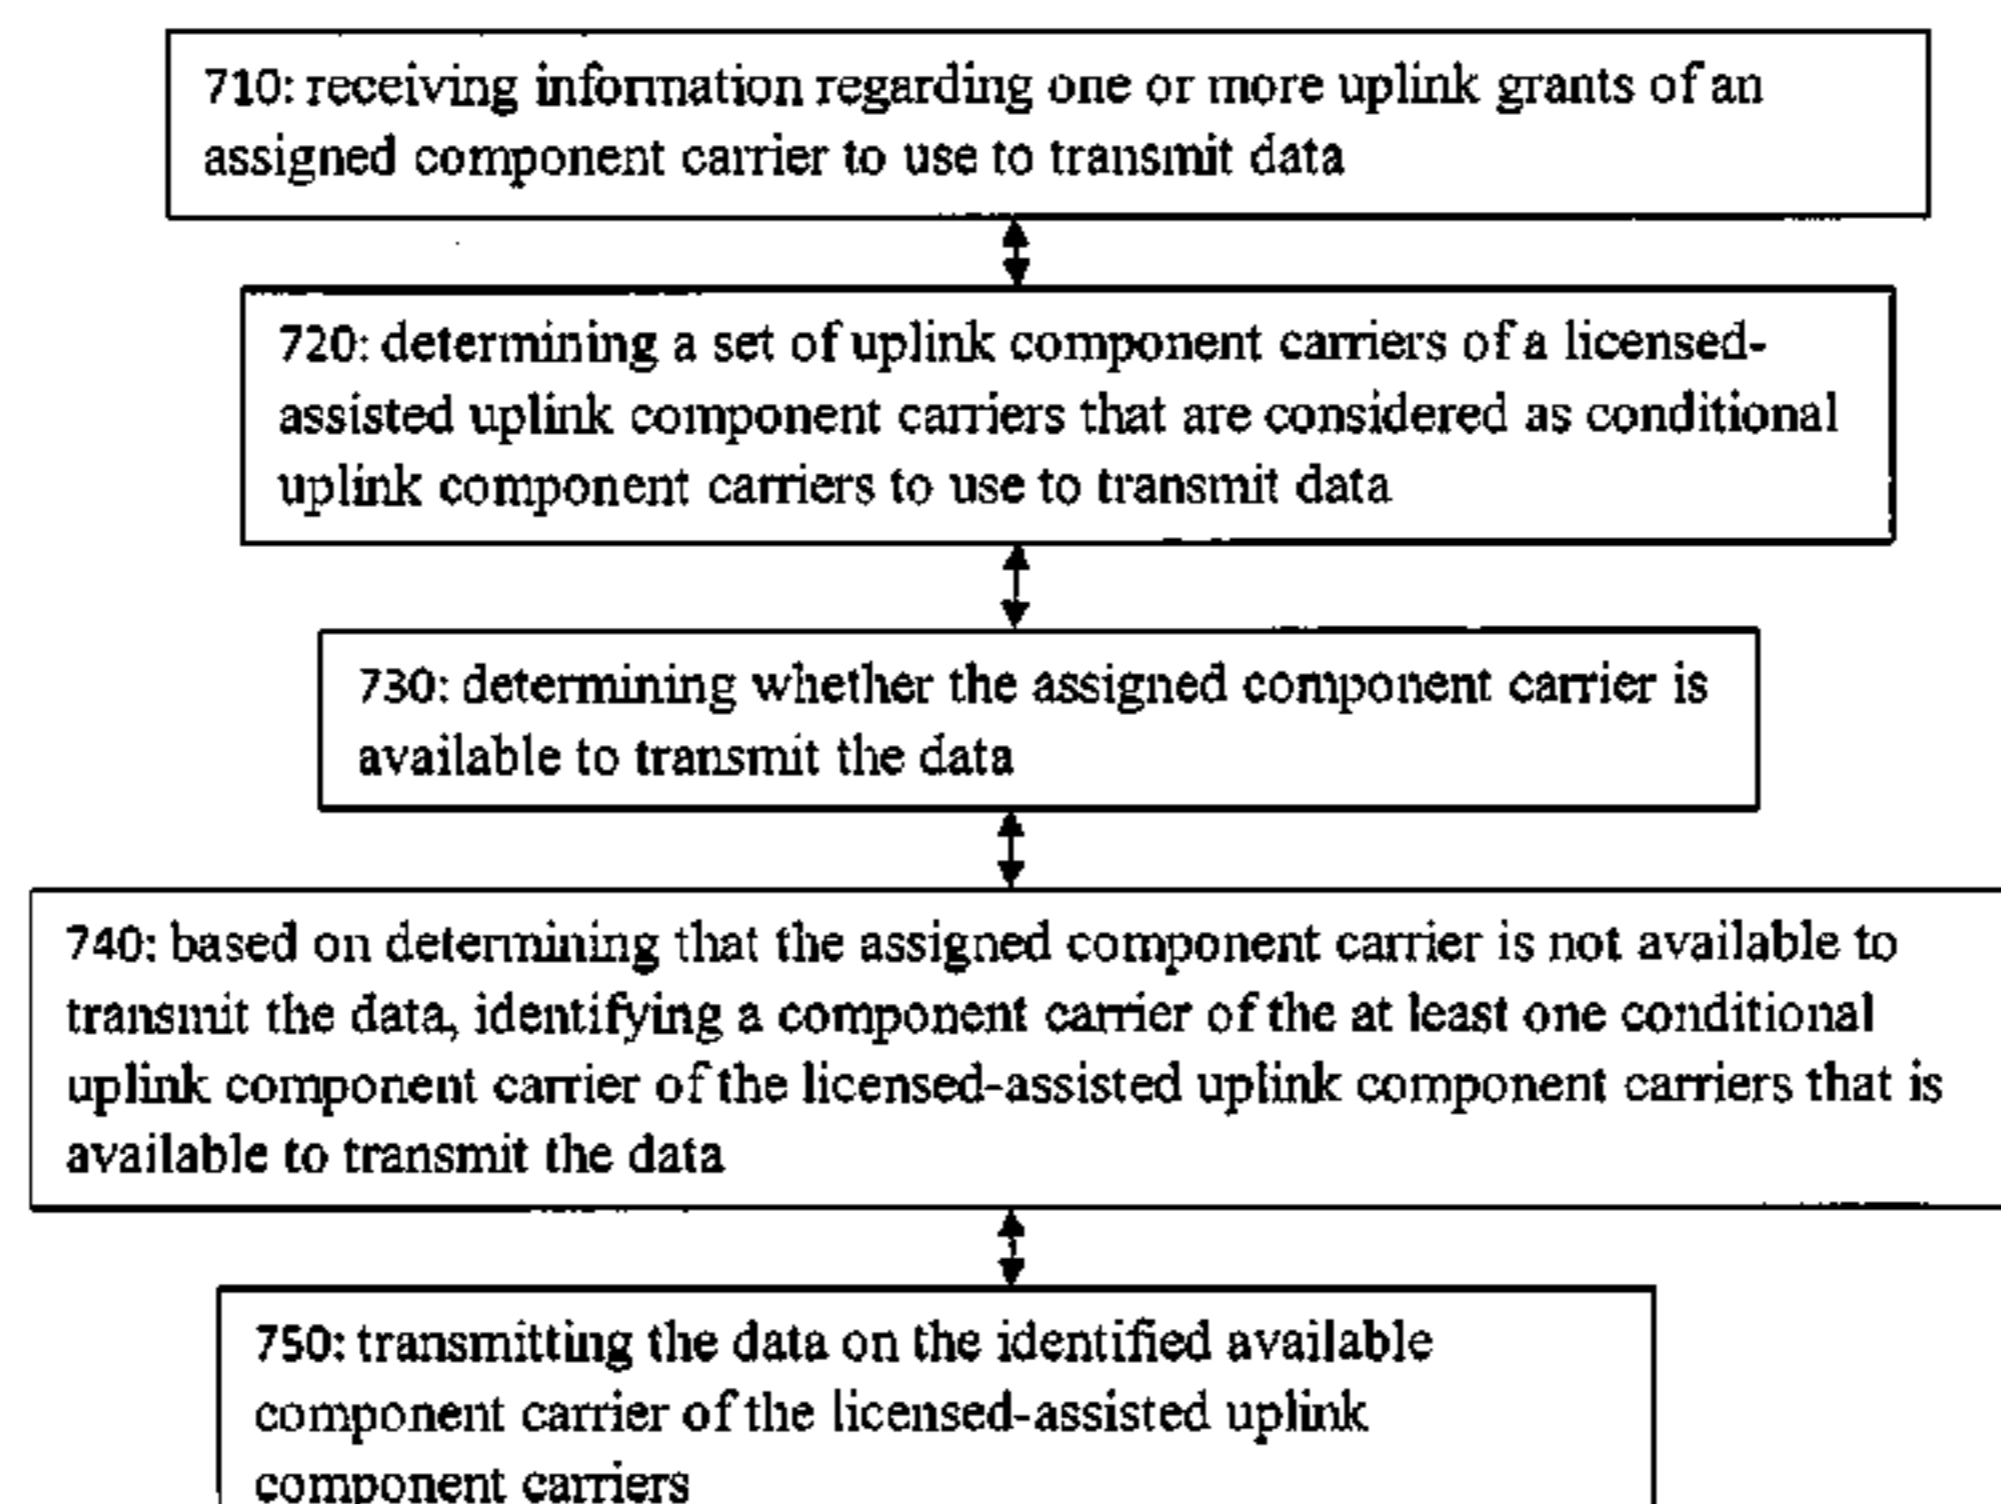 710: receiving information regarding one or more uplink grants of an
assigned component carrier to use to transmit data
720: determining a set of uplink component carriers of a licensed-
assisted uplink component carriers that are considered as conditional
uplink component carriers to use to transmit data
730: determining whether the assigned component carrier is
available to transmit the data
740: based on determining that the assigned component carrier is not available to
transmit the data, identifying a component carrier of the at least one conditional
uplink component carrier of the licensed-assisted uplink component carriers that is
available to transmit the data
750: transmitting the data on the identified available
component carrier of the licensed-assisted uplink
component carriers